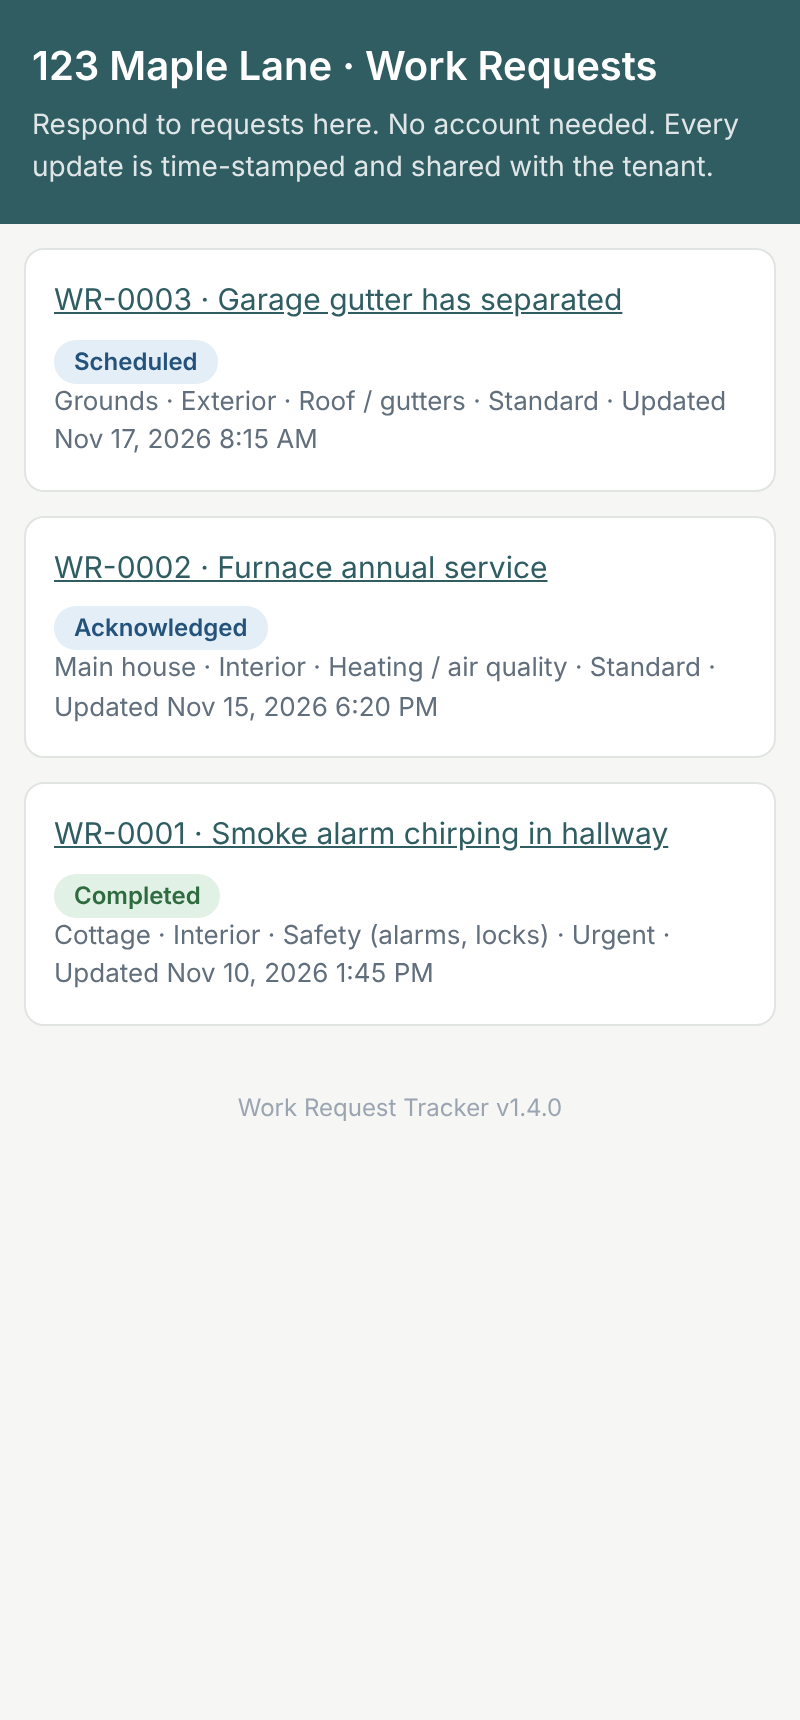 123 Maple Lane · Work Requests
Respond to requests here. No account needed. Every
update is time-stamped and shared with the tenant.
WR-0003 · Garage gutter has separated
Scheduled
Grounds · Exterior · Roof / gutters · Standard · Updated
Nov 17, 2026 8:15 AM
WR-0002 · Furnace annual service
Acknowledged
Main house · Interior · Heating / air quality · Standard ·
Updated Nov 15, 2026 6:20 PM
WR-0001 · Smoke alarm chirping in hallway
Completed
Cottage · Interior · Safety (alarms, locks) · Urgent ·
Updated Nov 10, 2026 1:45 PM
Work Request Tracker v1.4.0